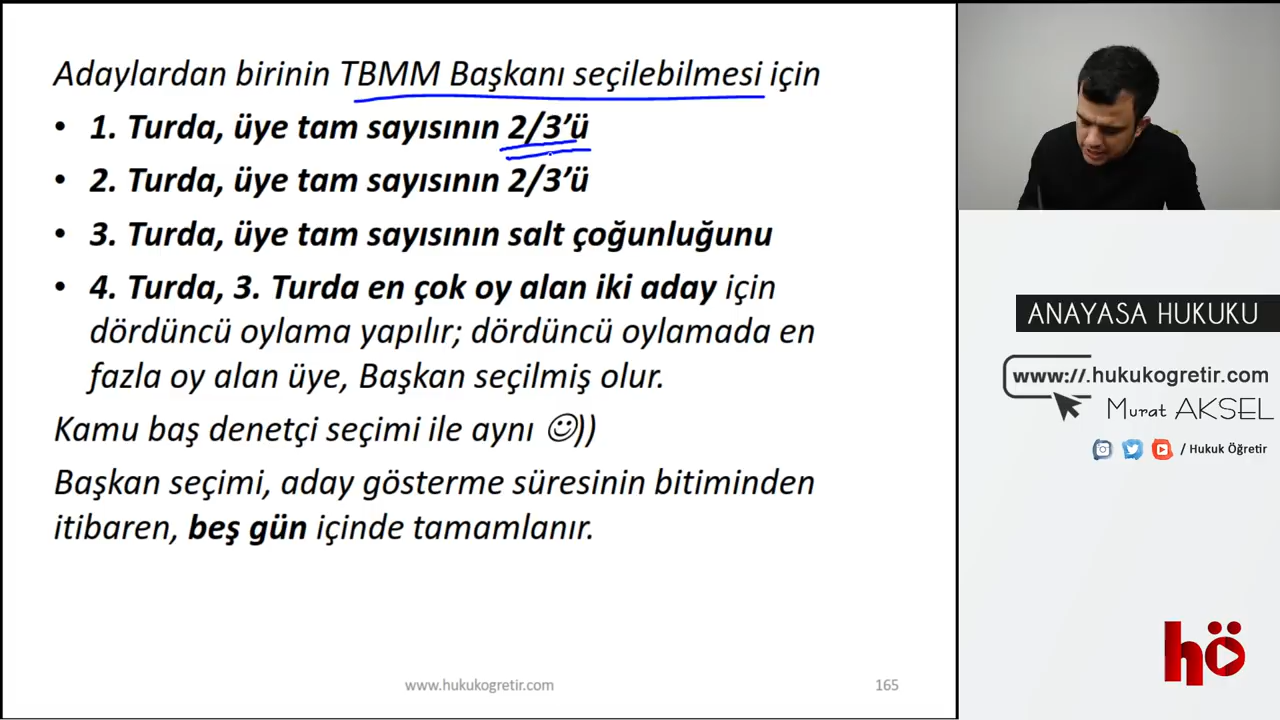 Adaylardan birinin TBMM Başkanı seçilebilmesi için
• 1. Turda, üye tam sayısının 2/3’ü
• 2. Turda, üye tam sayısının 2/3’ü
• 3. Turda, üye tam sayısının salt çoğunluğunu
• 4. Turda, 3. Turda en çok oy alan iki aday için
dördüncü oylama yapılır; dördüncü oylamada en
fazla oy alan üye, Başkan seçilmiş olur.
Kamu baş denetçi seçimi ile aynı ☺))
Başkan seçimi, aday gösterme süresinin bitiminden
itibaren, beş gün içinde tamamlanır.
www.hukukogretir.com
165
ANAYASA HUKUKU
www://.hukukogretir.com
Murat AKSEL
/ Hukuk Öğretir
hö